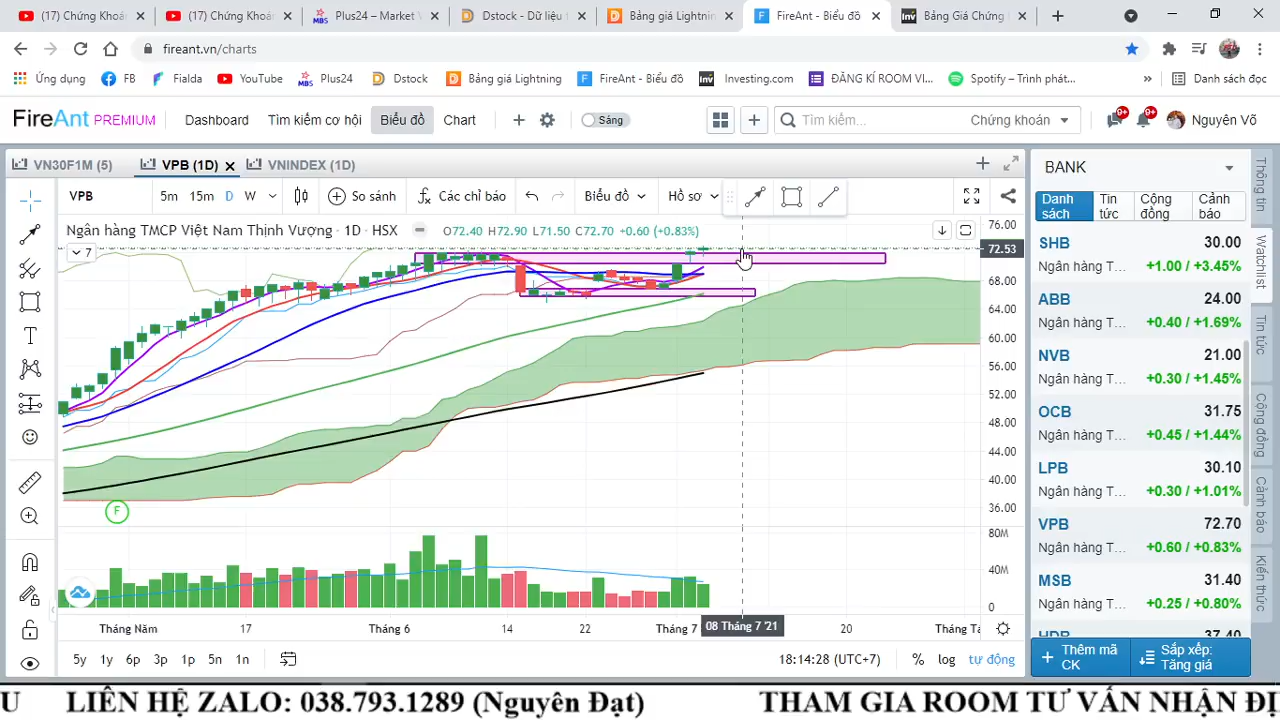 (17) Chứng Khoán
(17) Chứng Khoán
MBS
Plus24 – Market V
Dstock - Dữ liệu t
Bảng giá Lightning
FireAnt - Biểu đồ
Inv
Bảng Giá Chứng
fireant.vn/charts
Ứng dụng
FB
Fialda
YouTube
MBS
Plus24
Dstock
Bảng giá Lightning
FireAnt - Biểu đồ
Inv
Investing.com
ĐĂNG KÍ ROOM VI...
Spotify – Trình phát...
»
Danh sách đọc
FireAnt PREMIUM
Dashboard
Tìm kiếm cơ hội
Biểu đồ
Chart
Sáng
Tìm kiếm...
Chứng khoán
9+
9+
Nguyên Võ
VN30F1M (5)
VPB (1D)
VNINDEX (1D)
VPB
5m
15m
D
W
So sánh
Các chỉ báo
Biểu đồ
Hồ sơ
Ngân hàng TMCP Việt Nam Thịnh Vượng · 1D · HSX
O72.40 H72.90 L71.50 C72.70 +0.60 (+0.83%)
7
76.00
72.53
68.00
64.00
60.00
56.00
52.00
48.00
44.00
40.00
36.00
F
80M
40M
0
Tháng Năm
17
Tháng 6
14
22
Tháng 7
08 Tháng 7 '21
20
Tháng Tá
5y
1y
6p
3p
1p
5n
1n
18:14:28 (UTC+7)
%
log
tự động
BANK
Danh sách
Tin tức
Cộng đồng
Cảnh báo
SHB 30.00
Ngân hàng T... +1.00 / +3.45%
ABB 24.00
Ngân hàng T... +0.40 / +1.69%
NVB 21.00
Ngân hàng T... +0.30 / +1.45%
OCB 31.75
Ngân hàng T... +0.45 / +1.44%
LPB 30.10
Ngân hàng T... +0.30 / +1.01%
VPB 72.70
Ngân hàng T... +0.60 / +0.83%
MSB 31.40
Ngân hàng T... +0.25 / +0.80%
HDB 37.40
Thêm mã CK
Sắp xếp: Tăng giá
Thông tin
Watchlist
Tin tức
Cộng đồng
Cảnh báo
Kiến thức
U LIÊN HỆ ZALO: 038.793.1289 (Nguyên Đạt) THAM GIA ROOM TƯ VẤN NHẬN ĐỊ